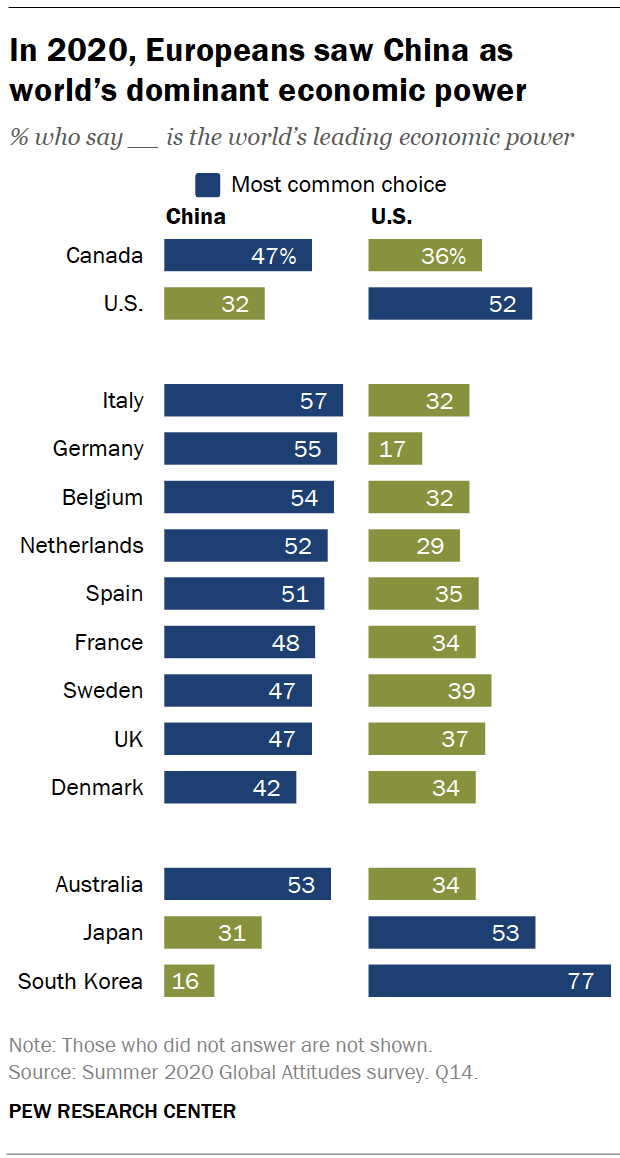 In 2020, Europeans saw China as
world's dominant economic power
% who say __ is the world's leading economic power
Most common choice
China U.S.
Canada 47% 36%
U.S. 32 52
Italy 57 32
Germany 55 17
Belgium 54 32
Netherlands 52 29
Spain 51 35
France 48 34
Sweden 47 39
UK 47 37
Denmark 42 34
Australia 53 34
Japan 31 53
South Korea 16 77
Note: Those who did not answer are not shown.
Source: Summer 2020 Global Attitudes survey. Q14.
PEW RESEARCH CENTER